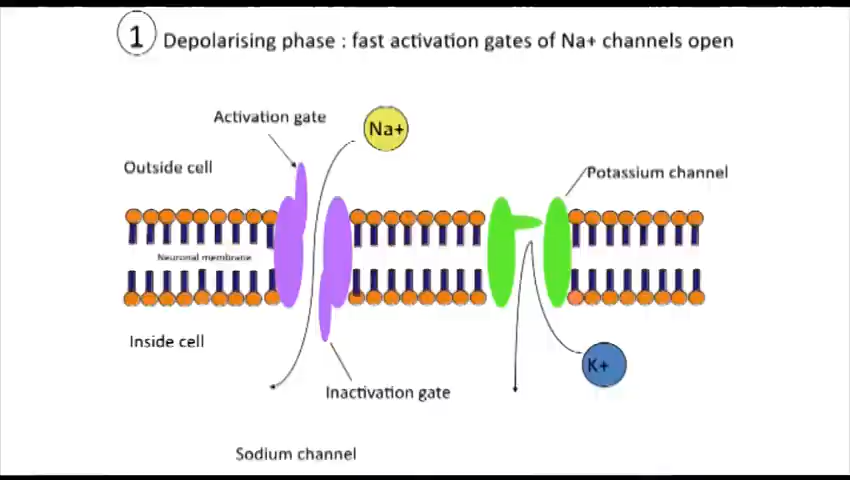 1 Depolarising phase : fast activation gates of Na+ channels open
Activation gate
Na+
Outside cell
Potassium channel
Neuronal membrane
Inside cell
K+
Inactivation gate
Sodium channel